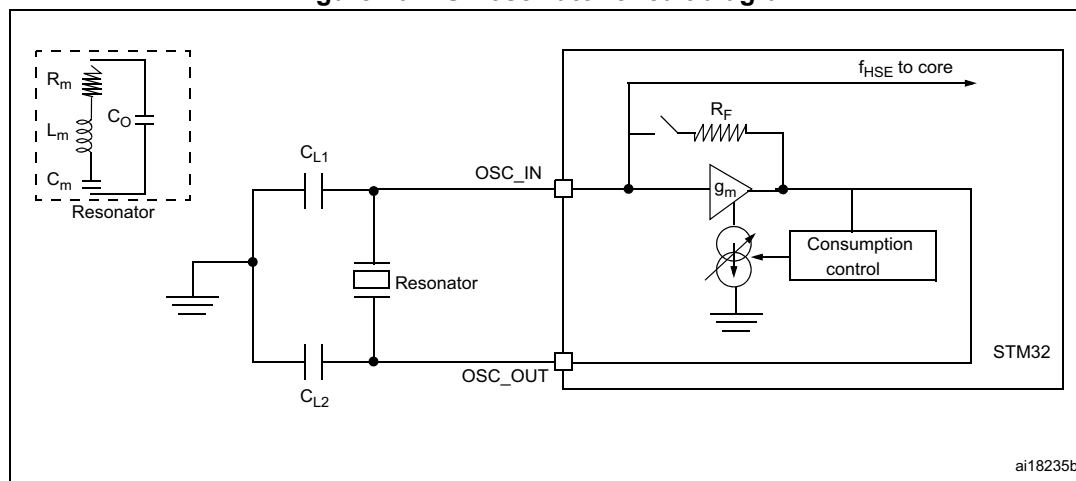 R_m
L_m
C_O
C_m
Resonator
C_L1
C_L2
Resonator
OSC_IN
OSC_OUT
f_HSE to core
R_F
g_m
Consumption
control
STM32
ai18235b